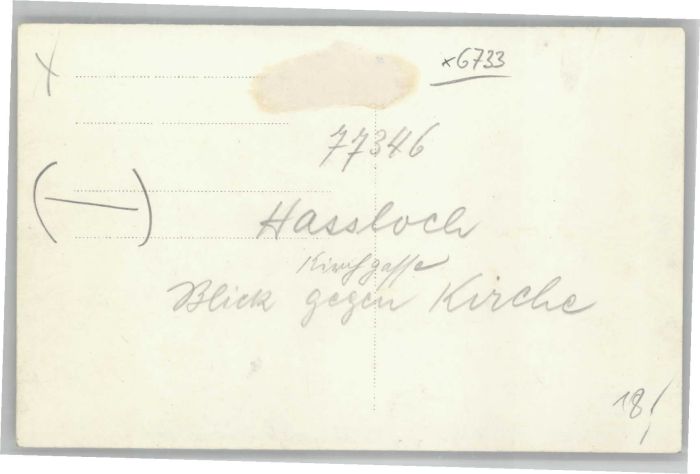 x
x6733
77346
(—)
Hassloch
Kirchgasse
Blick gegen Kirche
18/